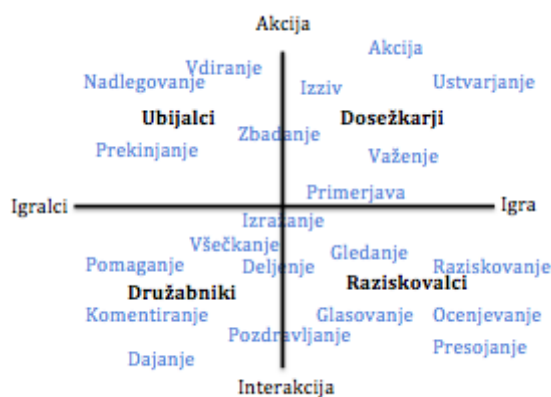 Akcija
Akcija
Vdiranje
Nadlegovanje
Izziv
Ustvarjanje
Ubijalci
Dosežkarji
Zbadanje
Prekinjanje
Važenje
Primerjava
Igralci
Igra
Izražanje
Všečkanje
Gledanje
Pomaganje
Deljenje
Raziskovanje
Raziskovalci
Družabniki
Komentiranje
Glasovanje
Ocenjevanje
Pozdravljanje
Presojanje
Dajanje
Interakcija